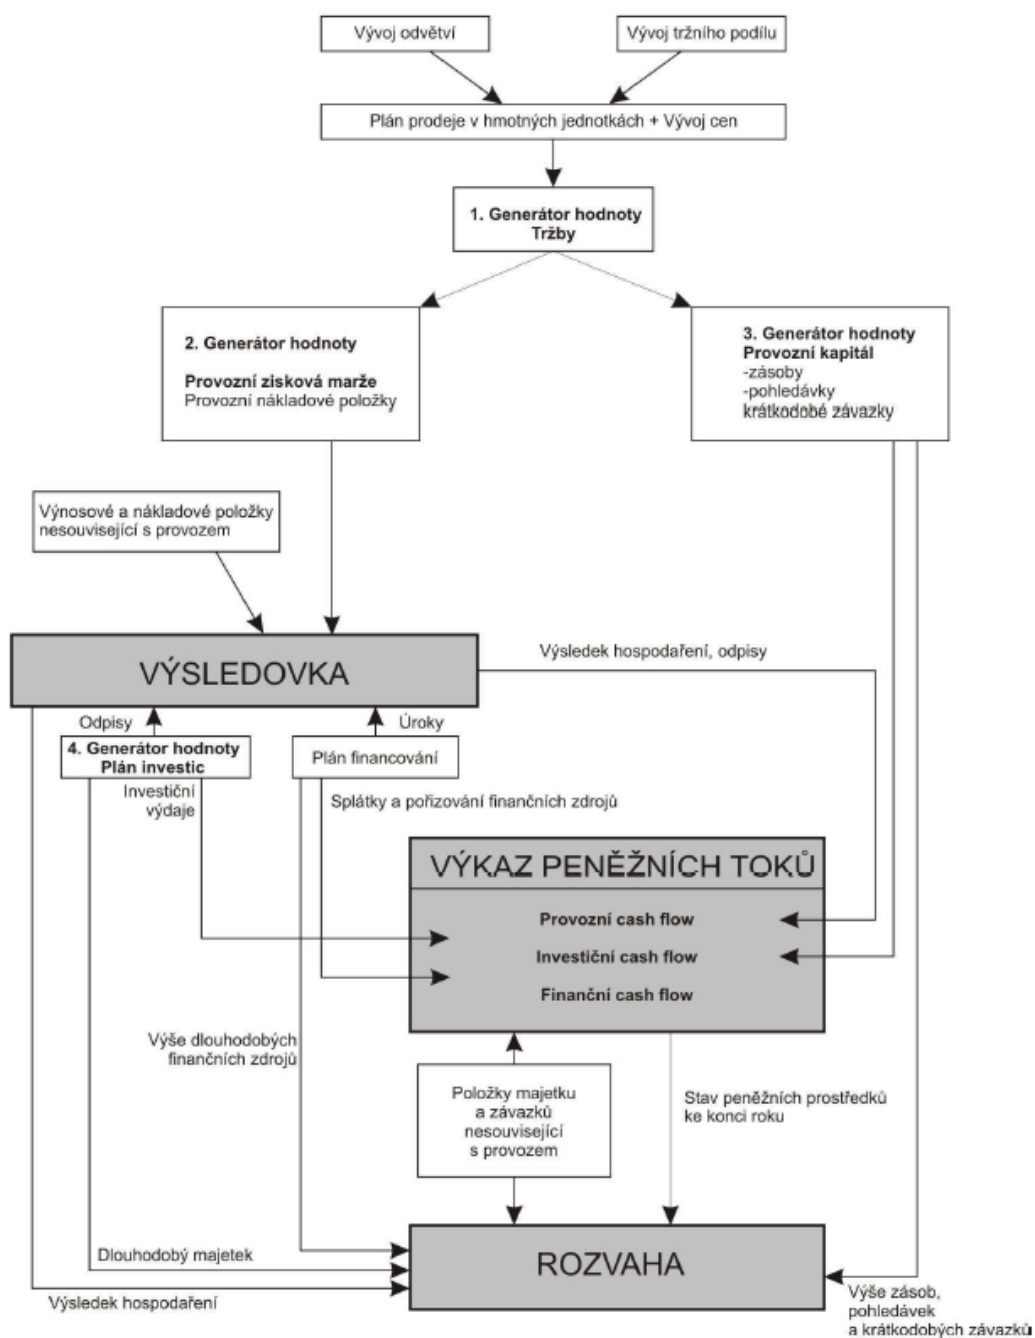 Vývoj odvětví
Vývoj tržního podílu
Plán prodeje v hmotných jednotkách + Vývoj cen
1. Generátor hodnoty
Tržby
2. Generátor hodnoty
Provozní zisková marže
Provozní nákladové položky
3. Generátor hodnoty
Provozní kapitál
-zásoby
-pohledávky
krátkodobé závazky
Výnosové a nákladové položky
nesouvisející s provozem
VÝSLEDOVKA
Výsledek hospodaření, odpisy
Odpisy
Úroky
4. Generátor hodnoty
Plán investic
Plán financování
Investiční
výdaje
Splátky a pořizování finančních zdrojů
VÝKAZ PENĚŽNÍCH TOKŮ
Provozní cash flow
Investiční cash flow
Finanční cash flow
Výše dlouhodobých
finančních zdrojů
Položky majetku
a závazků
nesouvisející
s provozem
Stav peněžních prostředků
ke konci roku
ROZVAHA
Dlouhodobý majetek
Výsledek hospodaření
Výše zásob,
pohledávek
a krátkodobých závazků